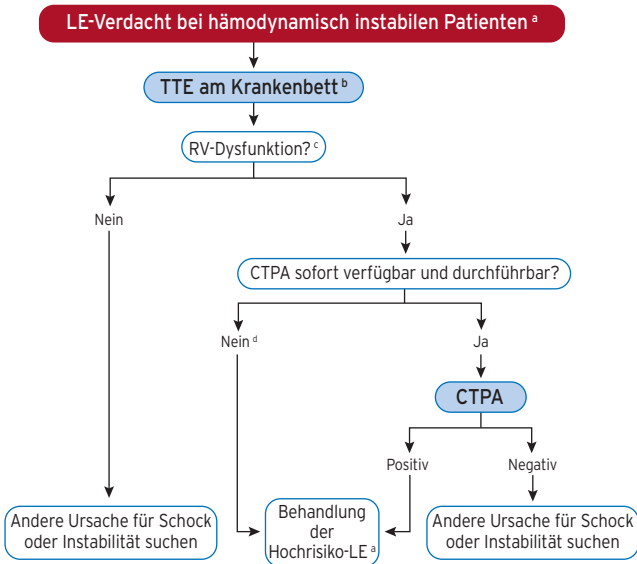 LE-Verdacht bei hämodynamisch instabilen Patienten a
TTE am Krankenbett b
RV-Dysfunktion? c
Nein
Ja
CTPA sofort verfügbar und durchführbar?
Nein d
Ja
CTPA
Positiv
Negativ
Andere Ursache für Schock
oder Instabilität suchen
Behandlung
der
Hochrisiko-LE a
Andere Ursache für Schock
oder Instabilität suchen